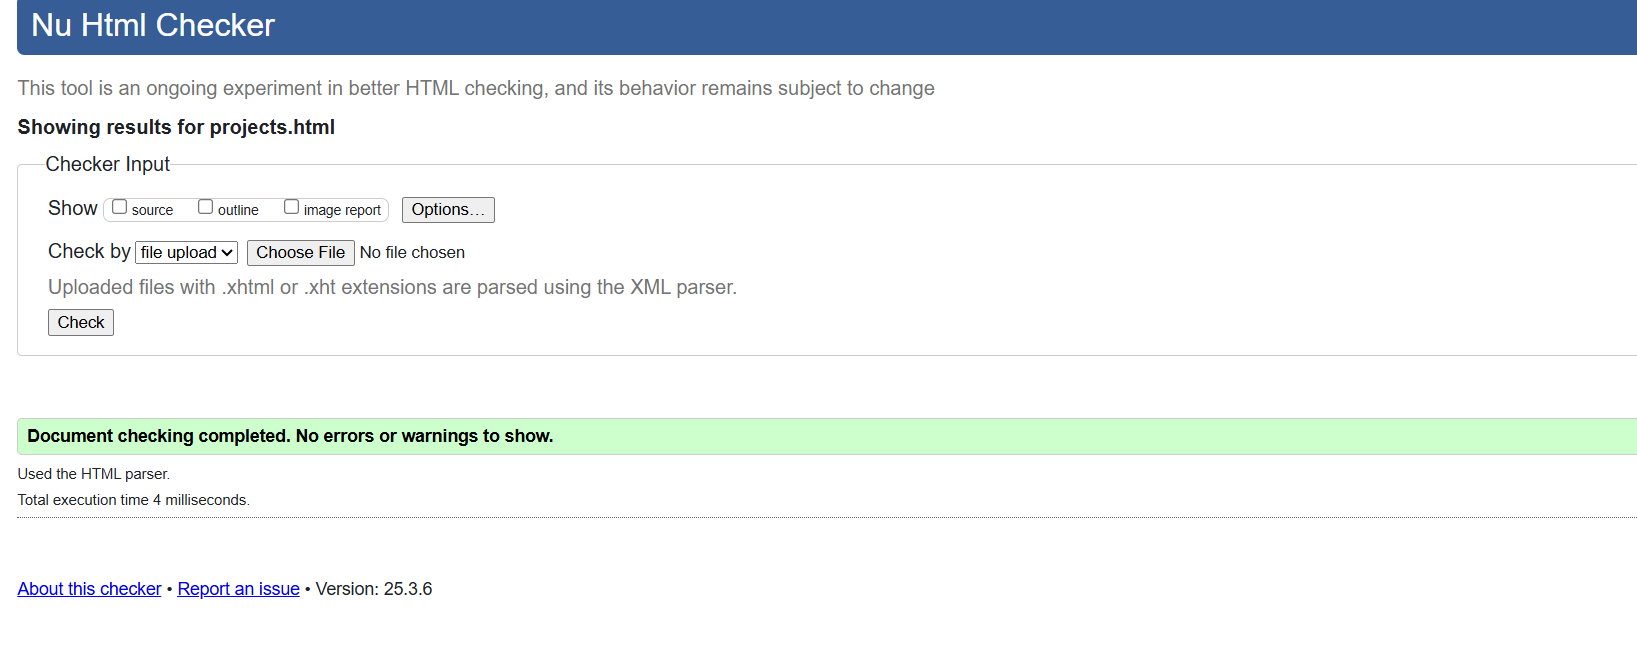 Nu Html Checker
This tool is an ongoing experiment in better HTML checking, and its behavior remains subject to change
Showing results for projects.html
Checker Input
Show source outline image report Options...
Check by file upload Choose File No file chosen
Uploaded files with .xhtml or .xht extensions are parsed using the XML parser.
Check
Document checking completed. No errors or warnings to show.
Used the HTML parser.
Total execution time 4 milliseconds.
About this checker • Report an issue • Version: 25.3.6